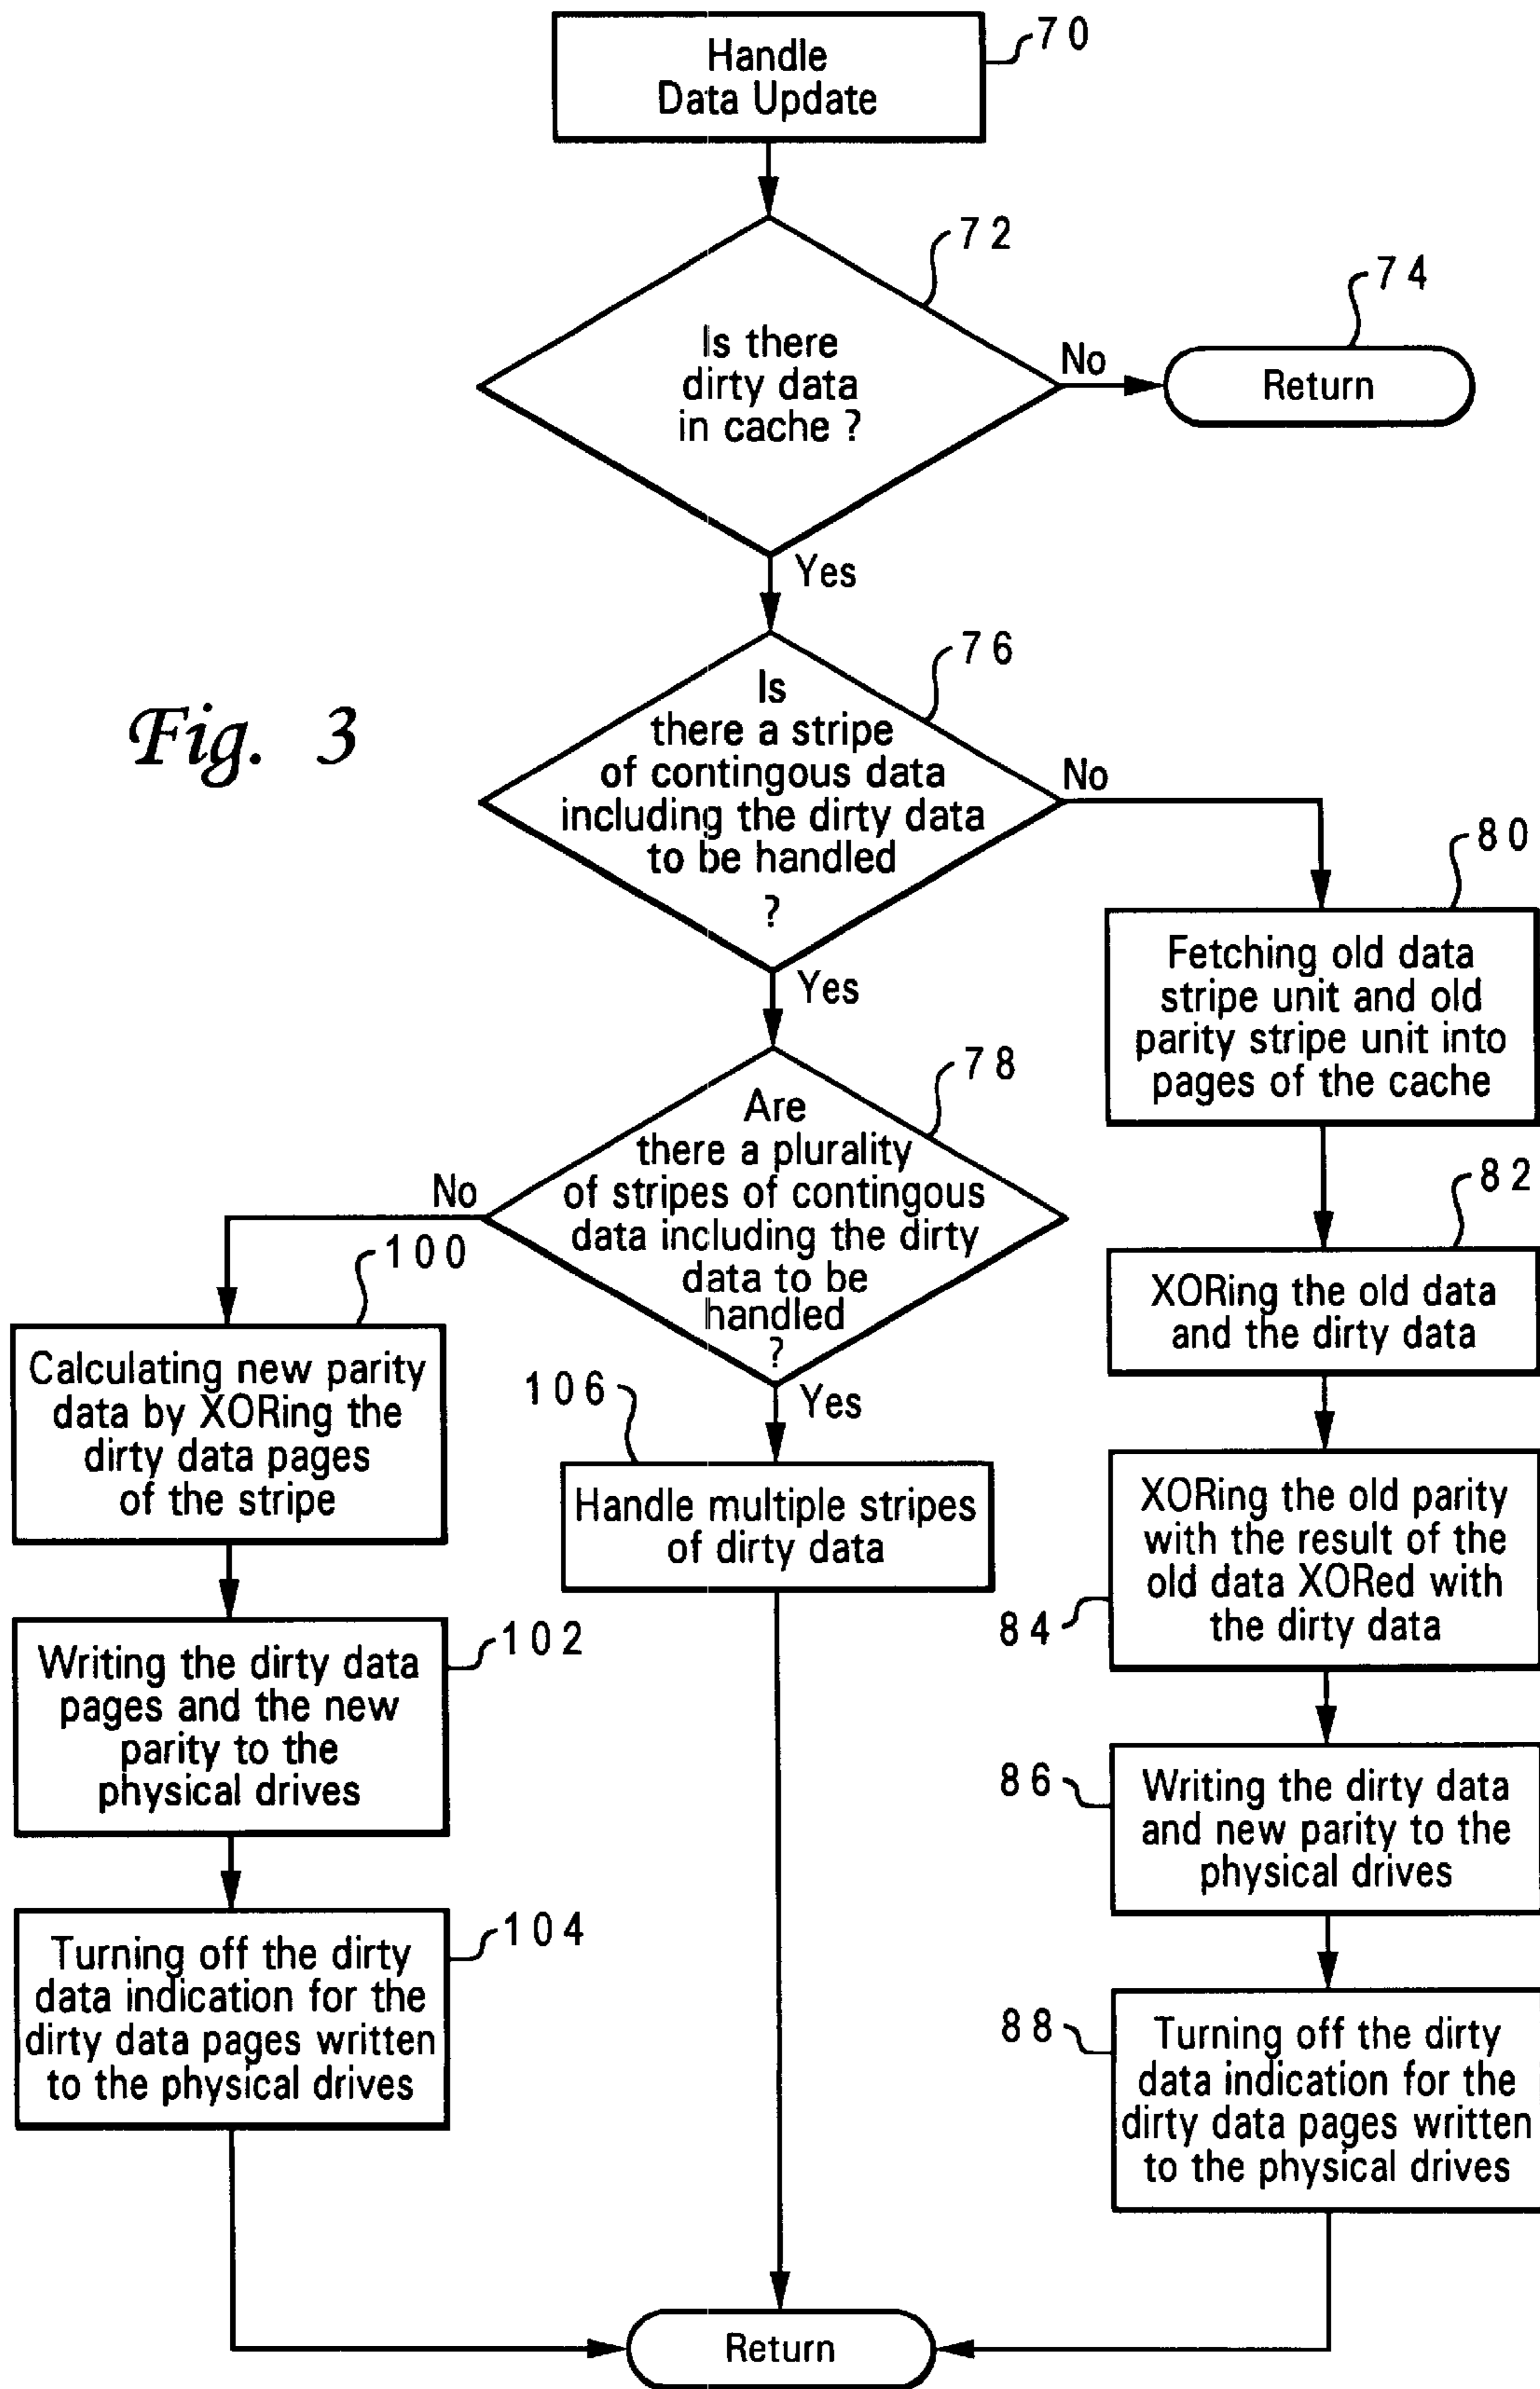 Handle
Data Update
70
72
Is there
dirty data
in cache ?
No
74
Return
Yes
Fig. 3
76
Is
there a stripe
of contingous data
including the dirty data
to be handled
?
No
Yes
80
Fetching old data
stripe unit and old
parity stripe unit into
pages of the cache
78
Are
there a plurality
of stripes of contingous
data including the dirty
data to be
handled
?
No
Yes
82
XORing the old data
and the dirty data
100
Calculating new parity
data by XORing the
dirty data pages
of the stripe
106
Handle multiple stripes
of dirty data
84
XORing the old parity
with the result of the
old data XORed with
the dirty data
102
Writing the dirty data
pages and the new
parity to the
physical drives
86
Writing the dirty data
and new parity to the
physical drives
104
Turning off the dirty
data indication for the
dirty data pages written
to the physical drives
88
Turning off the dirty
data indication for the
dirty data pages written
to the physical drives
Return